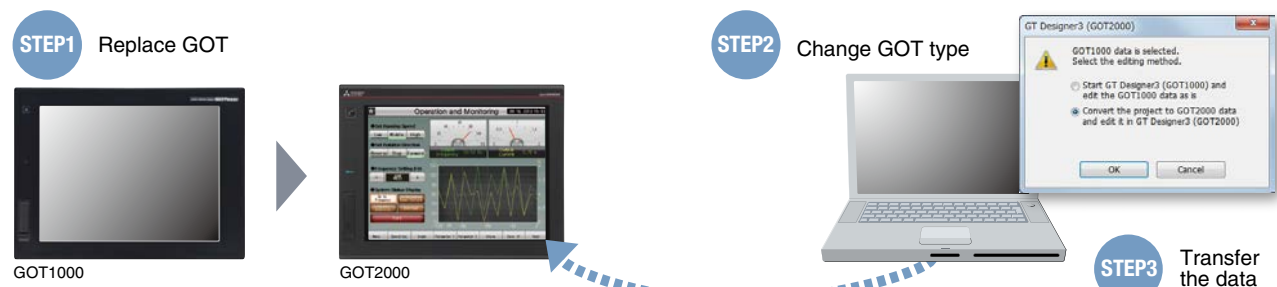 STEP1
Replace GOT
GOT1000
Operation and Monitoring
GOT2000
STEP2
Change GOT type
GT Designer3 (GOT2000)
GOT1000 data is selected.
Select the editing method.
Start GT Designer3 (GOT1000) and
edit the GOT1000 data as is
Convert the project to GOT2000 data
and edit it in GT Designer3 (GOT2000)
OK
Cancel
STEP3
Transfer
the data